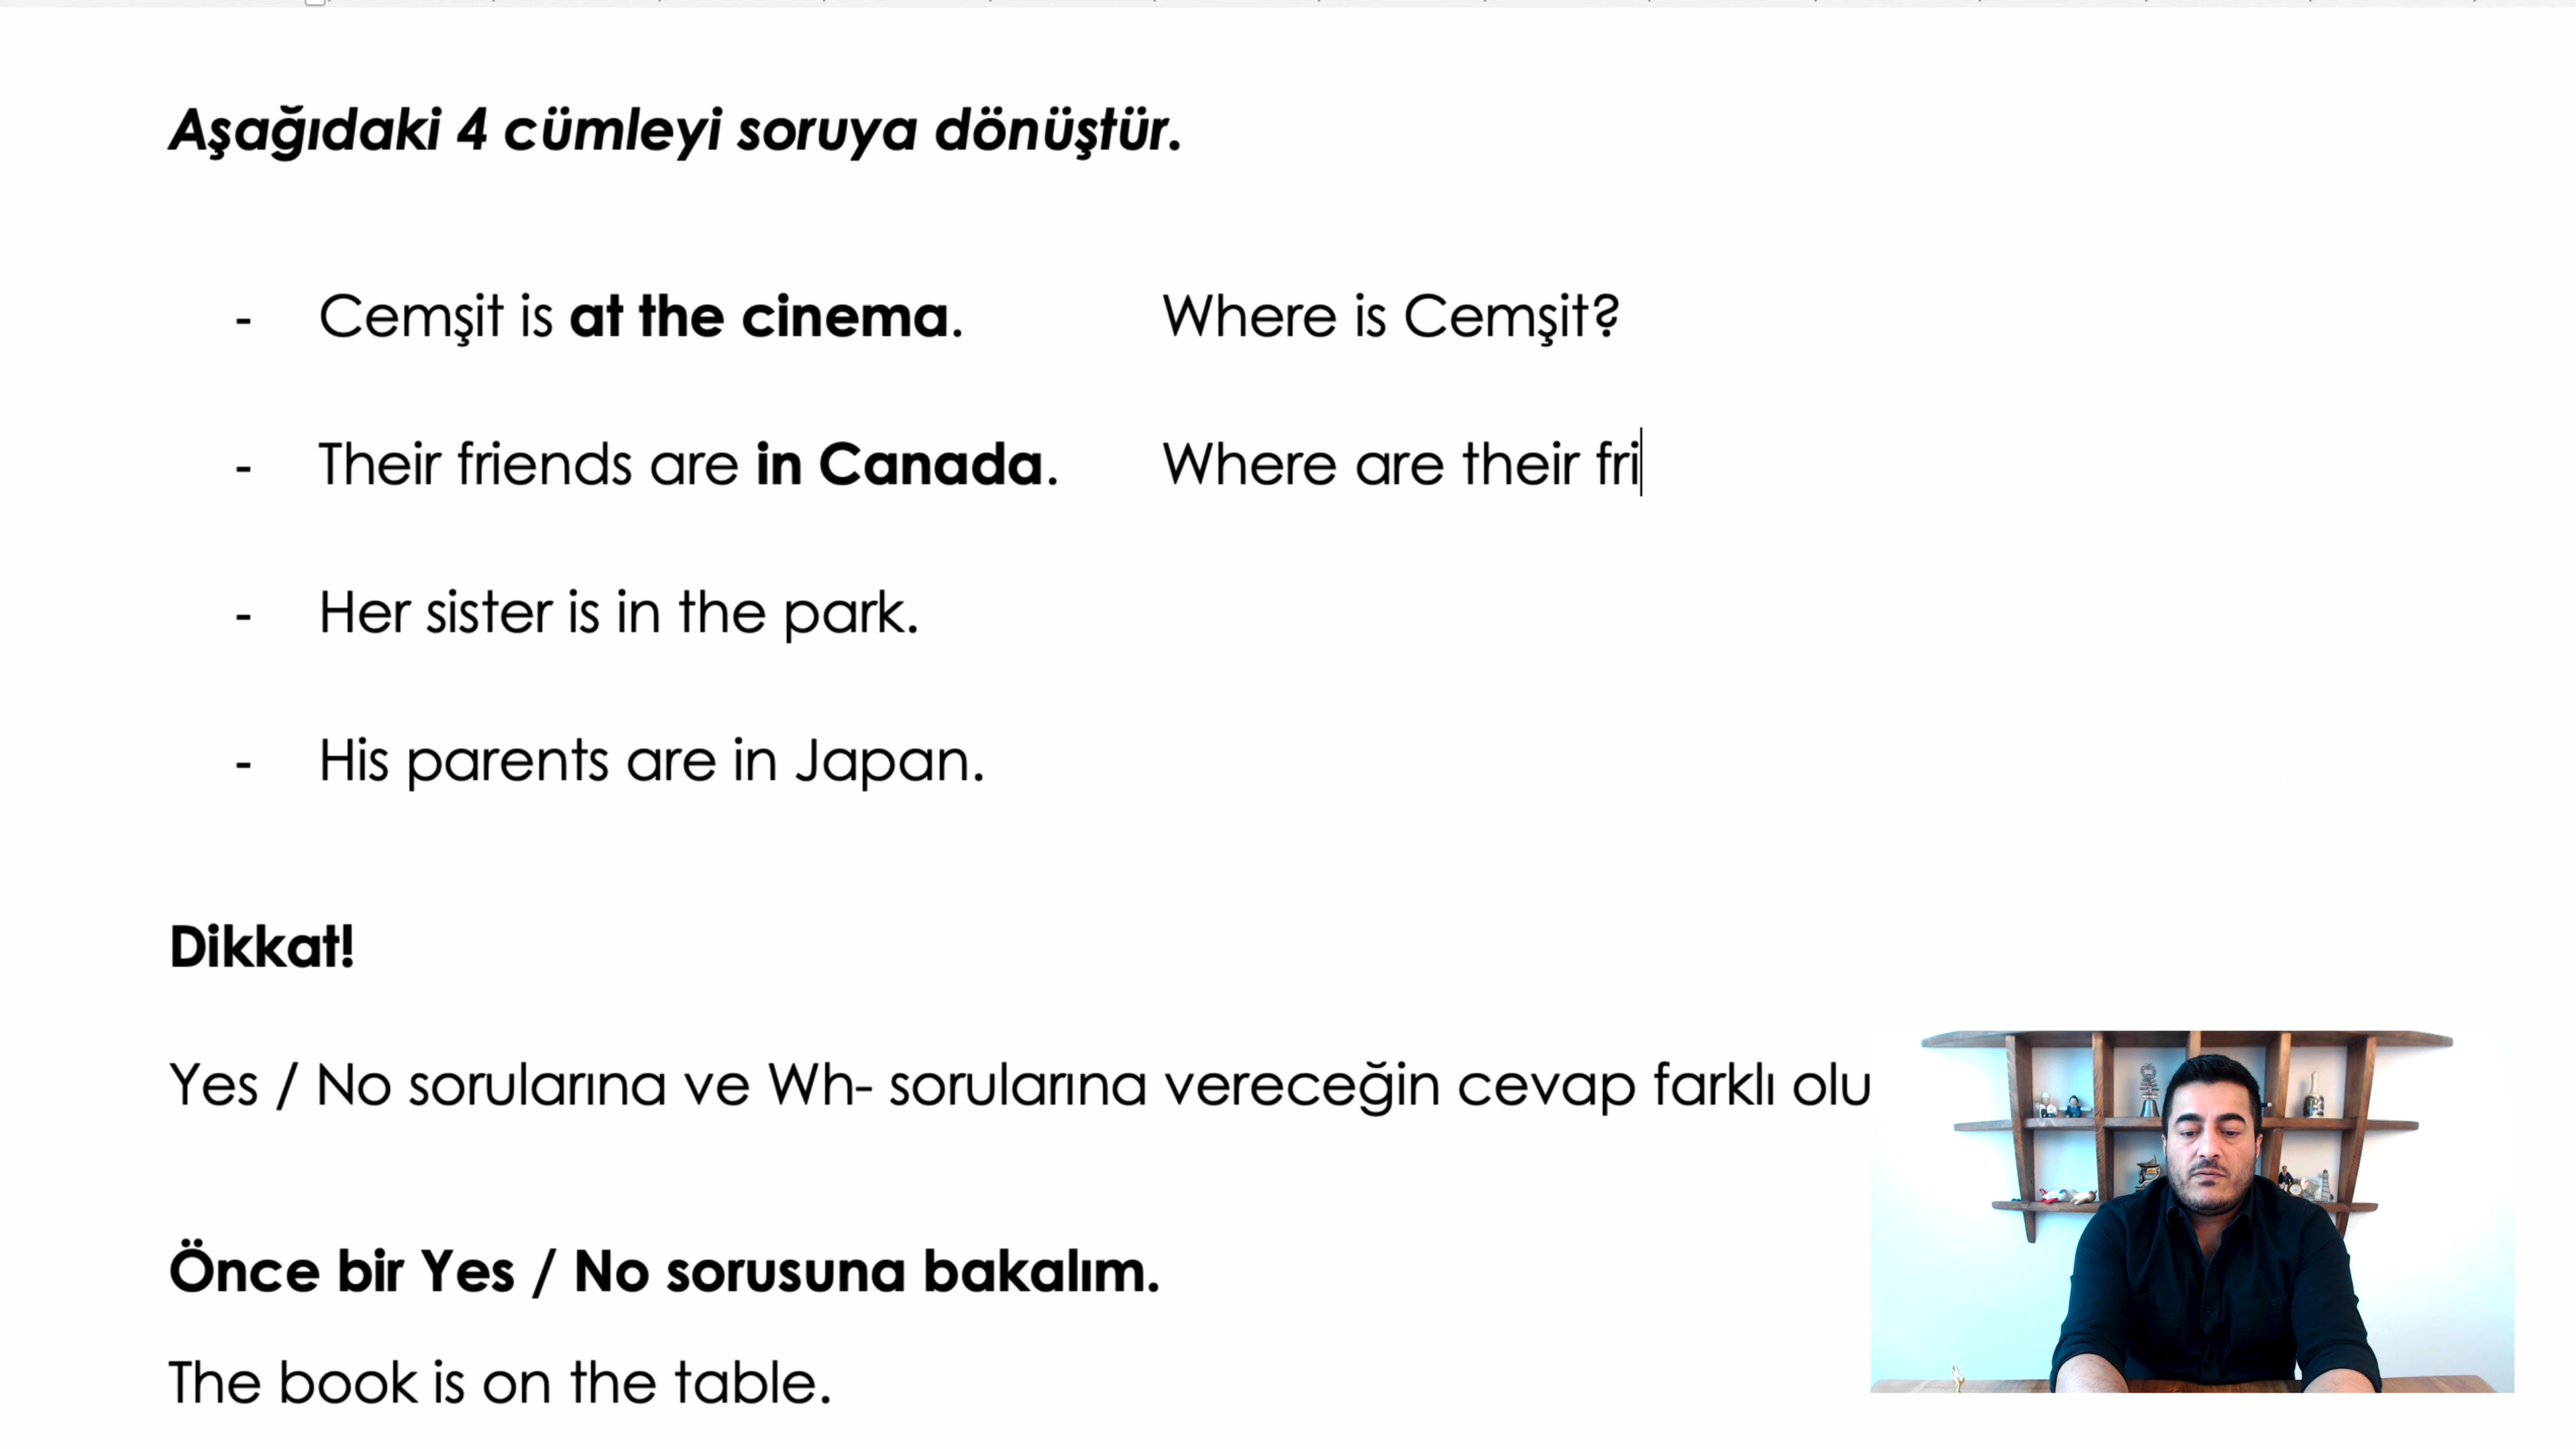 Aşağıdaki 4 cümleyi soruya dönüştür.
- Cemşit is at the cinema. Where is Cemşit?
- Their friends are in Canada. Where are their fri
- Her sister is in the park.
- His parents are in Japan.
Dikkat!
Yes / No sorularına ve Wh- sorularına vereceğin cevap farklı olu
Önce bir Yes / No sorusuna bakalım.
The book is on the table.